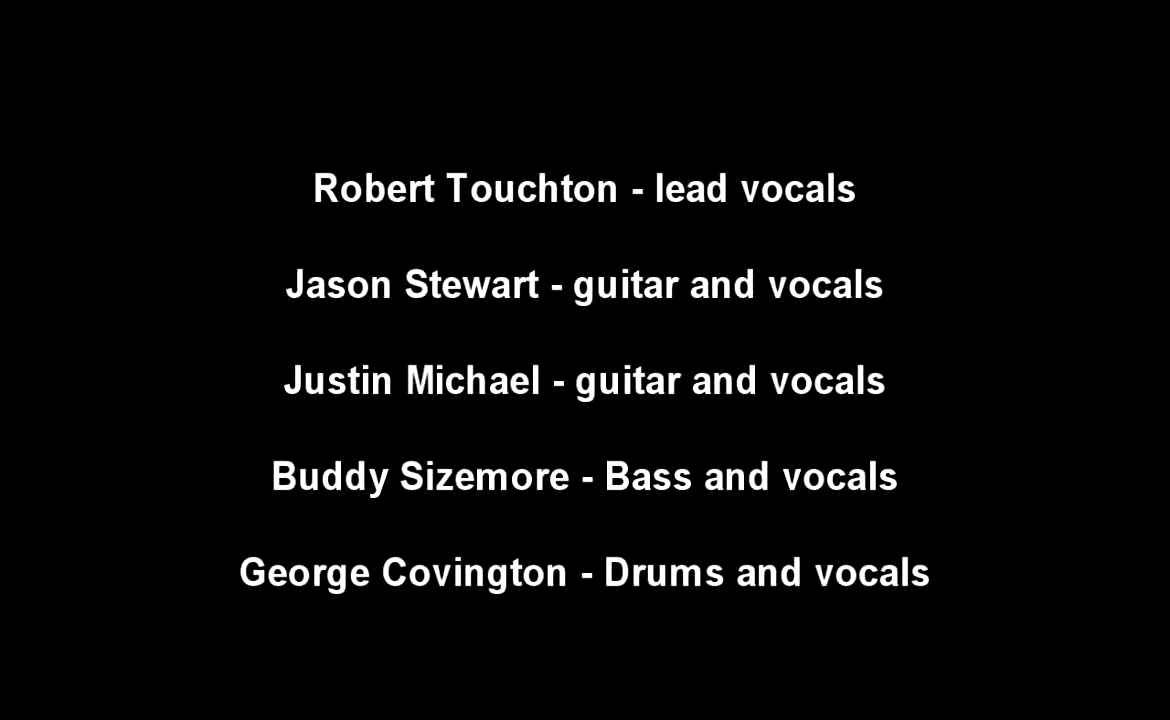 Robert Touchton - lead vocals
Jason Stewart - guitar and vocals
Justin Michael - guitar and vocals
Buddy Sizemore - Bass and vocals
George Covington - Drums and vocals